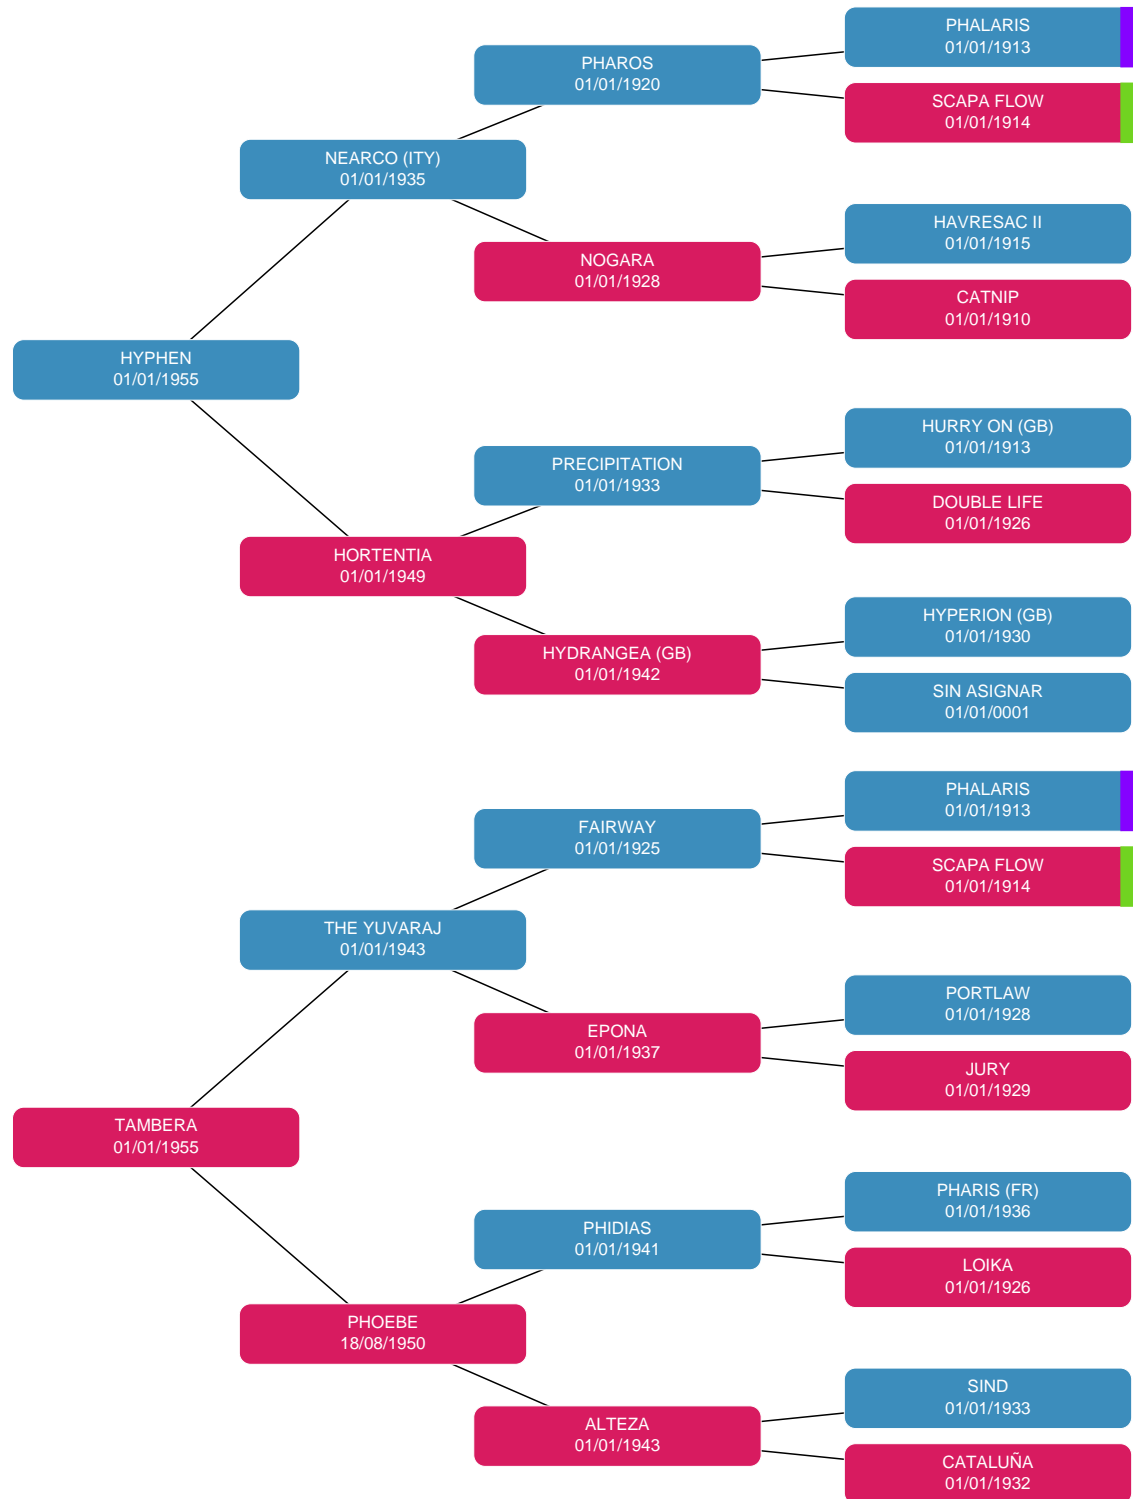 PHALARIS
01/01/1913
PHAROS
01/01/1920
SCAPA FLOW
01/01/1914
NEARCO (ITY)
01/01/1935
HAVRESAC II
01/01/1915
NOGARA
01/01/1928
CATNIP
01/01/1910
HYPHEN
01/01/1955
HURRY ON (GB)
01/01/1913
PRECIPITATION
01/01/1933
DOUBLE LIFE
01/01/1926
HORTENTIA
01/01/1949
HYPERION (GB)
01/01/1930
HYDRANGEA (GB)
01/01/1942
SIN ASIGNAR
01/01/0001
PHALARIS
01/01/1913
FAIRWAY
01/01/1925
SCAPA FLOW
01/01/1914
THE YUVARAJ
01/01/1943
PORTLAW
01/01/1928
EPONA
01/01/1937
JURY
01/01/1929
TAMBERA
01/01/1955
PHARIS (FR)
01/01/1936
PHIDIAS
01/01/1941
LOIKA
01/01/1926
PHOEBE
18/08/1950
SIND
01/01/1933
ALTEZA
01/01/1943
CATALUÑA
01/01/1932